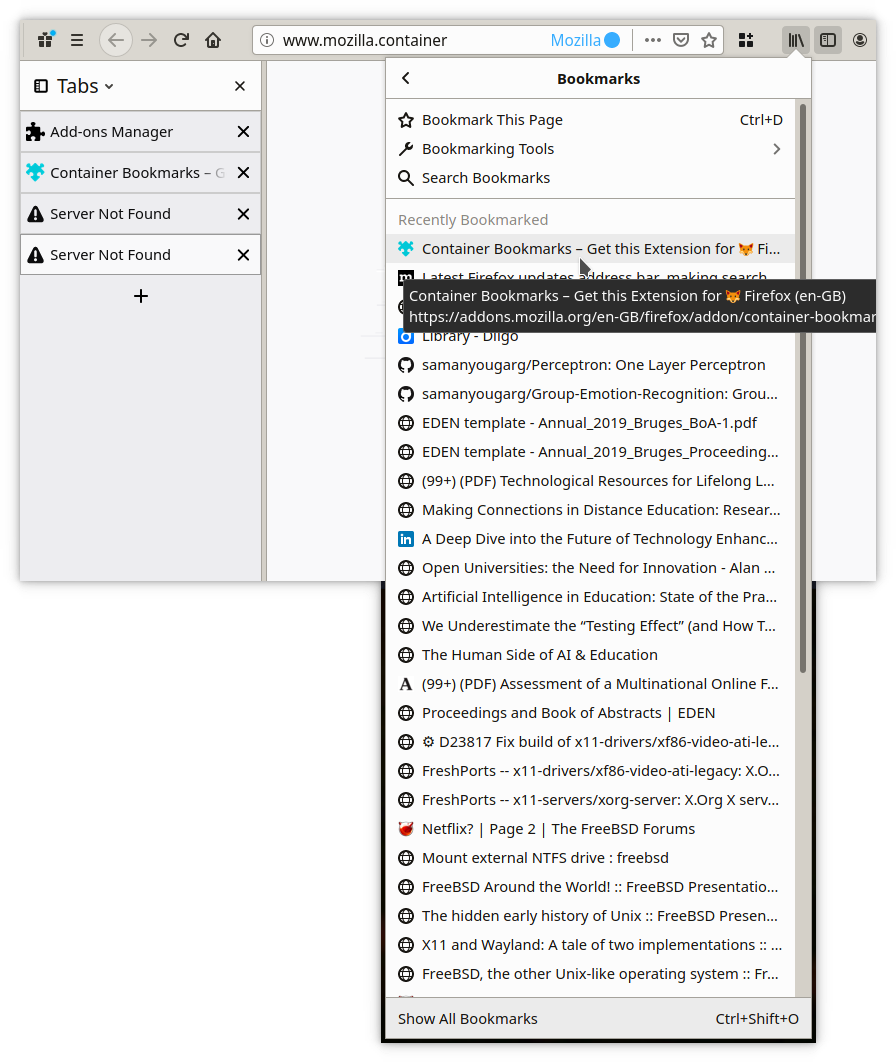 www.mozilla.container
Mozilla
Tabs
Add-ons Manager
Container Bookmarks – G
Server Not Found
Server Not Found
Bookmarks
Bookmark This Page Ctrl+D
Bookmarking Tools
Search Bookmarks
Recently Bookmarked
Container Bookmarks – Get this Extension for 🦊 Fi...
Latest Firefox updates address bar, making search
Container Bookmarks – Get this Extension for 🦊 Firefox (en-GB)
https://addons.mozilla.org/en-GB/firefox/addon/container-bookmar
Library - Diigo
samanyougarg/Perceptron: One Layer Perceptron
samanyougarg/Group-Emotion-Recognition: Grou...
EDEN template - Annual_2019_Bruges_BoA-1.pdf
EDEN template - Annual_2019_Bruges_Proceeding...
(99+) (PDF) Technological Resources for Lifelong L...
Making Connections in Distance Education: Resear...
A Deep Dive into the Future of Technology Enhanc...
Open Universities: the Need for Innovation - Alan ...
Artificial Intelligence in Education: State of the Pra...
We Underestimate the “Testing Effect” (and How T...
The Human Side of AI & Education
(99+) (PDF) Assessment of a Multinational Online F...
Proceedings and Book of Abstracts | EDEN
⚙ D23817 Fix build of x11-drivers/xf86-video-ati-le...
FreshPorts -- x11-drivers/xf86-video-ati-legacy: X.O...
FreshPorts -- x11-servers/xorg-server: X.Org X serv...
Netflix? | Page 2 | The FreeBSD Forums
Mount external NTFS drive : freebsd
FreeBSD Around the World! :: FreeBSD Presentatio...
The hidden early history of Unix :: FreeBSD Presen...
X11 and Wayland: A tale of two implementations :: ...
FreeBSD, the other Unix-like operating system :: Fr...
Show All Bookmarks Ctrl+Shift+O